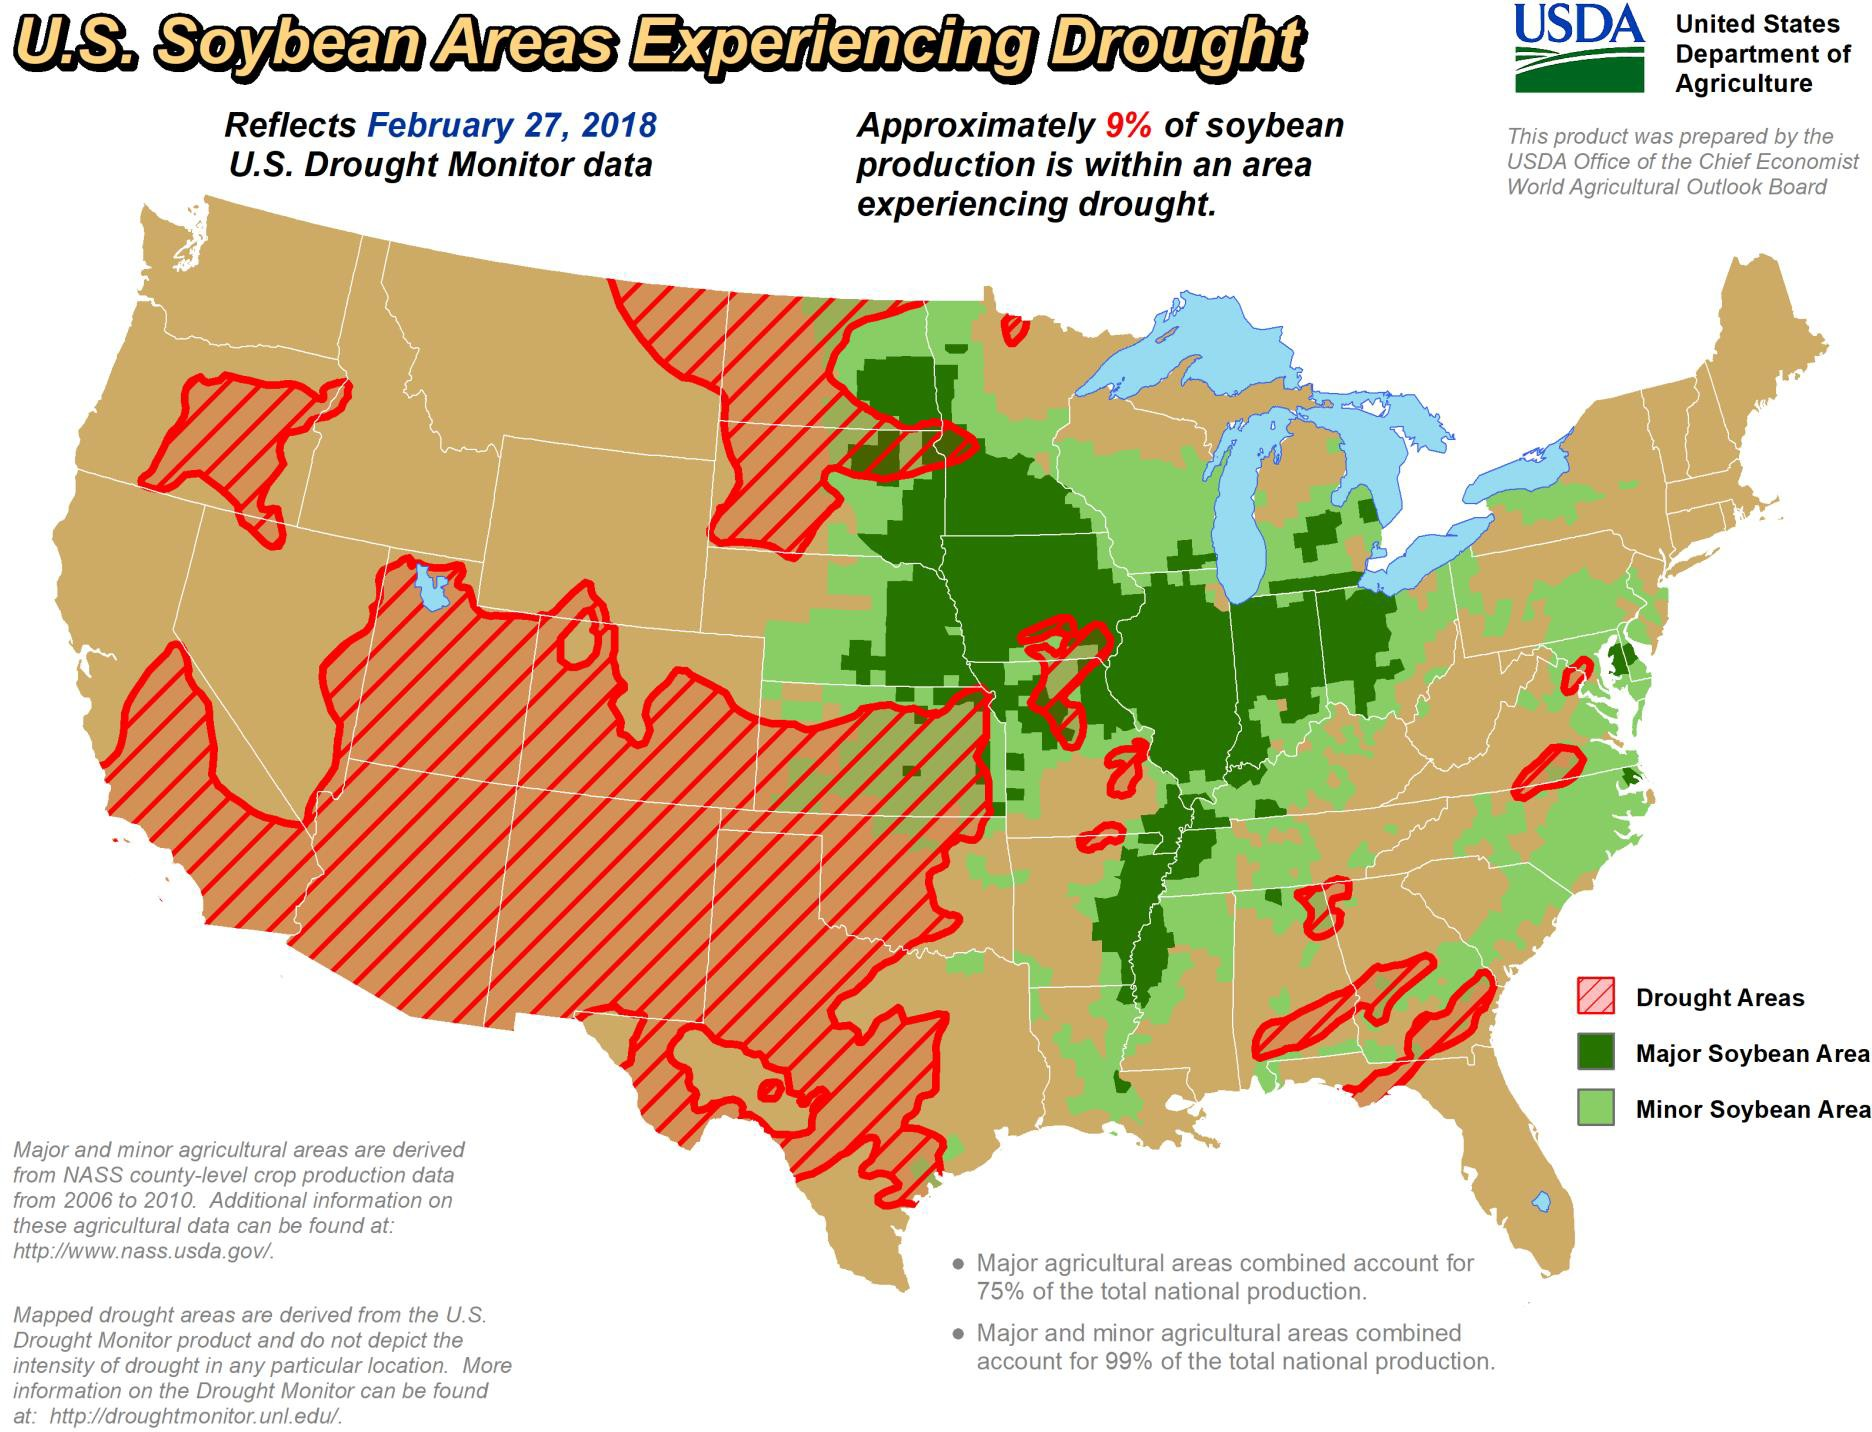 U.S. Soybean Areas Experiencing Drought
Reflects February 27, 2018
U.S. Drought Monitor data
Approximately 9% of soybean
production is within an area
experiencing drought.
USDA
United States
Department of
Agriculture
This product was prepared by the
USDA Office of the Chief Economist
World Agricultural Outlook Board
Drought Areas
Major Soybean Area
Minor Soybean Area
Major and minor agricultural areas are derived
from NASS county-level crop production data
from 2006 to 2010.  Additional information on
these agricultural data can be found at:
http://www.nass.usda.gov/.
Mapped drought areas are derived from the U.S.
Drought Monitor product and do not depict the
intensity of drought in any particular location.  More
information on the Drought Monitor can be found
at:  http://droughtmonitor.unl.edu/.
● Major agricultural areas combined account for
75% of the total national production.
● Major and minor agricultural areas combined
account for 99% of the total national production.